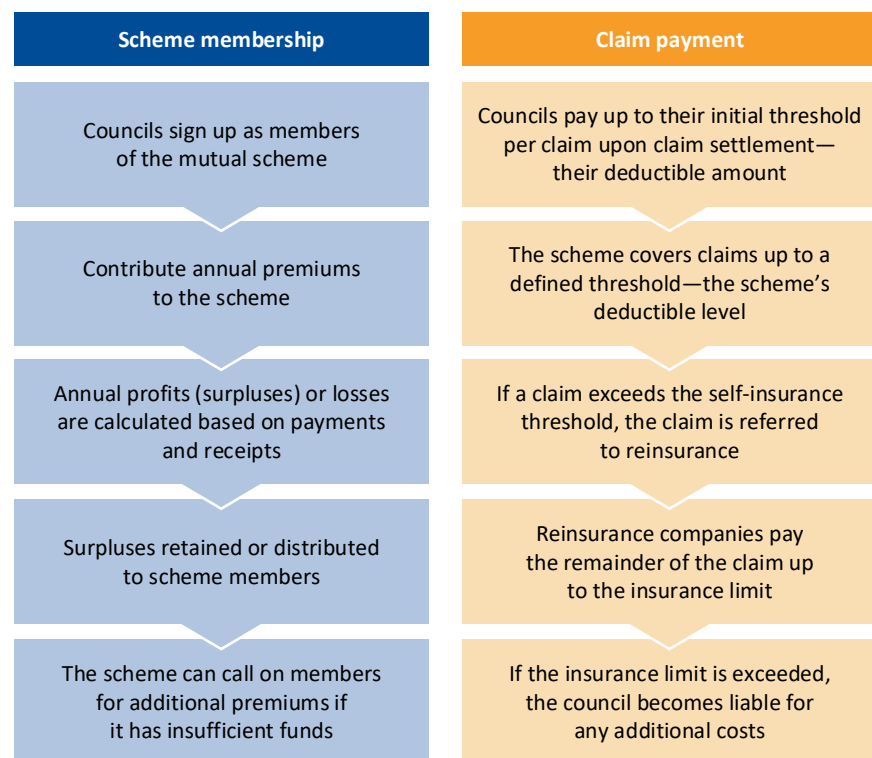 Scheme membership
Councils sign up as members
of the mutual scheme
Contribute annual premiums
to the scheme
Annual profits (surpluses) or losses
are calculated based on payments
and receipts
Surpluses retained or distributed
to scheme members
The scheme can call on members
for additional premiums if
it has insufficient funds
Claim payment
Councils pay up to their initial threshold
per claim upon claim settlement—
their deductible amount
The scheme covers claims up to a
defined threshold—the scheme’s
deductible level
If a claim exceeds the self-insurance
threshold, the claim is referred
to reinsurance
Reinsurance companies pay
the remainder of the claim up
to the insurance limit
If the insurance limit is exceeded,
the council becomes liable for
any additional costs